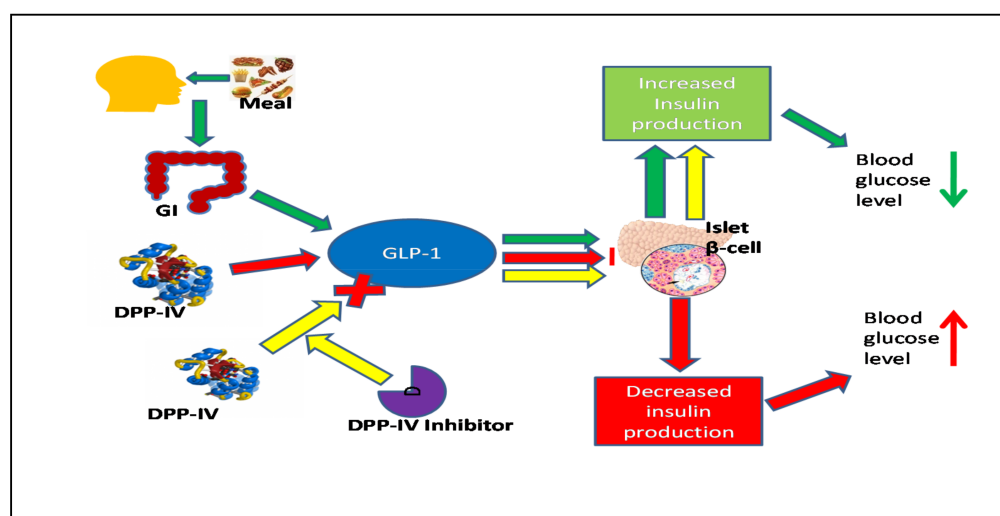 Meal
GI
DPP-IV
DPP-IV
GLP-1
D
DPP-IV Inhibitor
Islet
β-cell
Increased
Insulin
production
Blood
glucose
level
Decreased
insulin
production
Blood
glucose
level